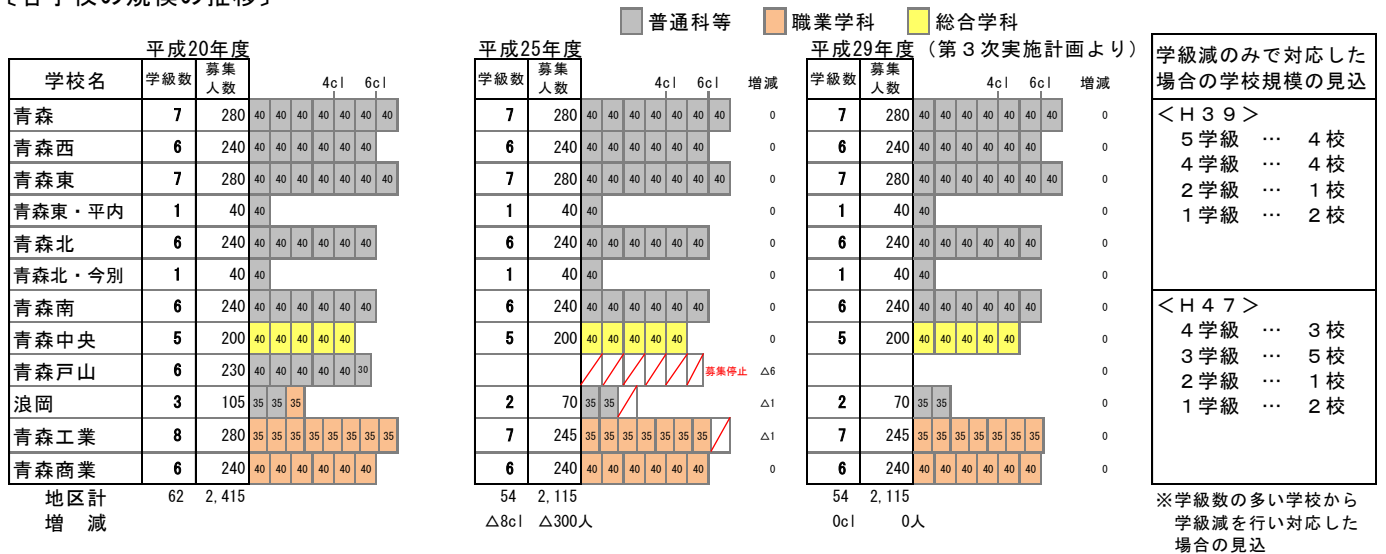 〔各学校の規模の推移〕
普通科等 職業学科 総合学科
平成20年度 平成25年度 平成29年度（第３次実施計画より）
学校名 学級数 募集人数 4cl 6cl 学級数 募集人数 4cl 6cl 増減 学級数 募集人数 4cl 6cl 増減
青森 7 280 40 40 40 40 40 40 40 7 280 40 40 40 40 40 40 40 0 7 280 40 40 40 40 40 40 40 0
青森西 6 240 40 40 40 40 40 40 6 240 40 40 40 40 40 40 0 6 240 40 40 40 40 40 40 0
青森東 7 280 40 40 40 40 40 40 40 7 280 40 40 40 40 40 40 40 0 7 280 40 40 40 40 40 40 40 0
青森東・平内 1 40 40 1 40 40 0 1 40 40 0
青森北 6 240 40 40 40 40 40 40 6 240 40 40 40 40 40 40 0 6 240 40 40 40 40 40 40 0
青森北・今別 1 40 40 1 40 40 0 1 40 40 0
青森南 6 240 40 40 40 40 40 40 6 240 40 40 40 40 40 40 0 6 240 40 40 40 40 40 40 0
青森中央 5 200 40 40 40 40 40 5 200 40 40 40 40 40 0 5 200 40 40 40 40 40 0
青森戸山 6 230 40 40 40 40 40 30 募集停止 △6 0
浪岡 3 105 35 35 35 2 70 35 35 △1 2 70 35 35 0
青森工業 8 280 35 35 35 35 35 35 35 35 7 245 35 35 35 35 35 35 35 △1 7 245 35 35 35 35 35 35 35 0
青森商業 6 240 40 40 40 40 40 40 6 240 40 40 40 40 40 40 0 6 240 40 40 40 40 40 40 0
地区計 62 2,415 54 2,115 54 2,115
増 減 △8cl △300人 0cl 0人
学級減のみで対応した
場合の学校規模の見込
＜Ｈ３９＞
５学級 … ４校
４学級 … ４校
２学級 … １校
１学級 … ２校
＜Ｈ４７＞
４学級 … ３校
３学級 … ５校
２学級 … １校
１学級 … ２校
※学級数の多い学校から
学級減を行い対応した
場合の見込